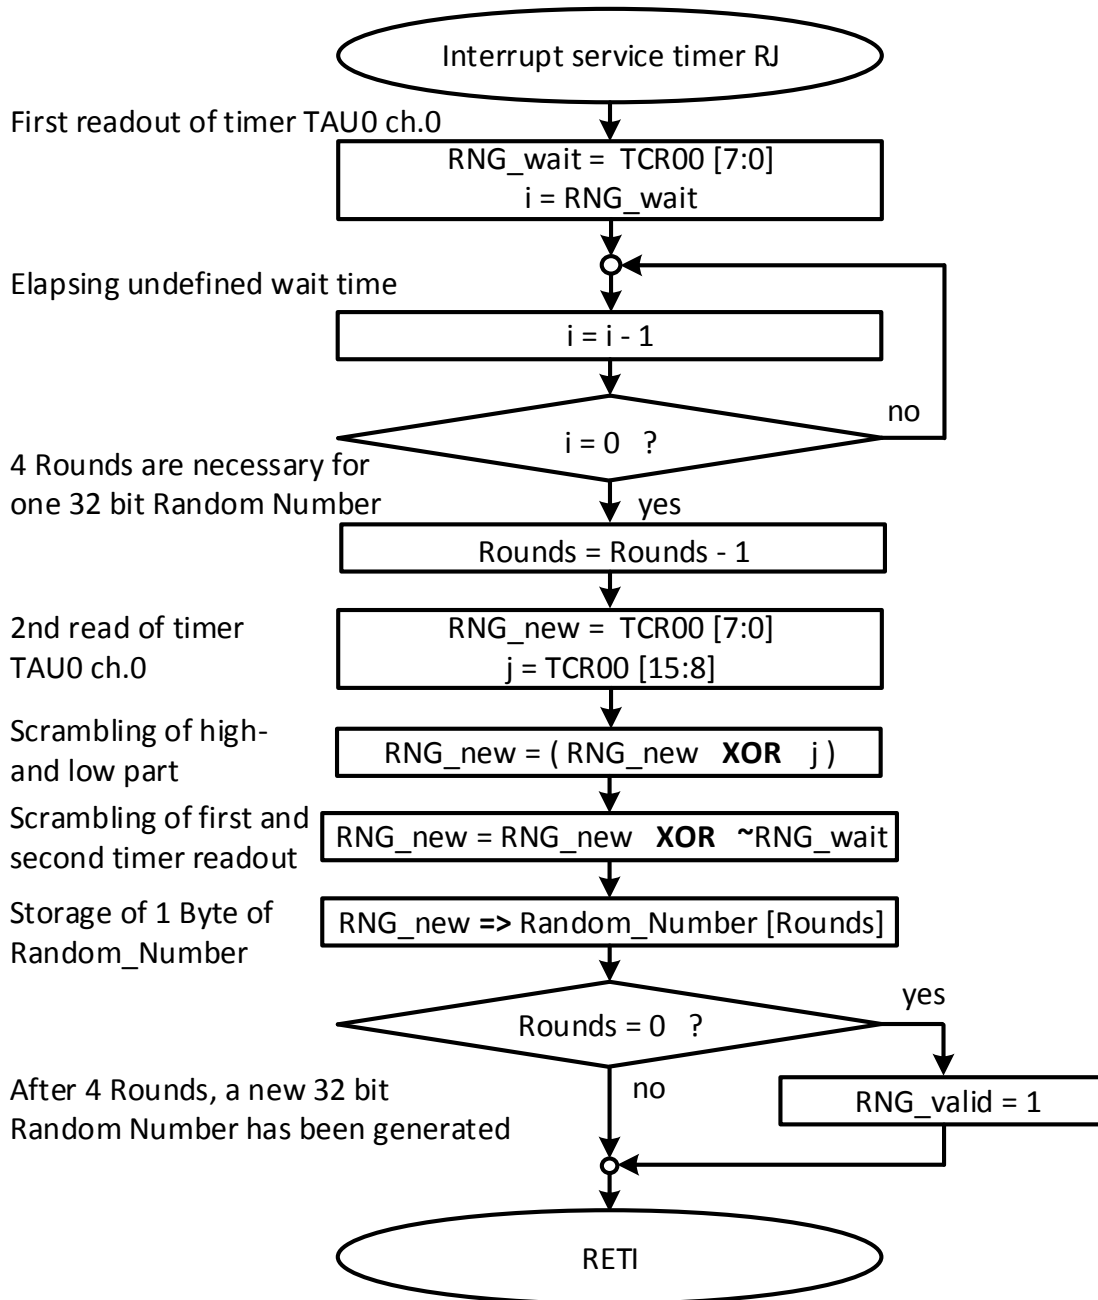 Interrupt service timer RJ
First readout of timer TAU0 ch.0
RNG_wait = TCR00 [7:0]
i = RNG_wait
Elapsing undefined wait time
i = i - 1
no
i = 0 ?
4 Rounds are necessary for
one 32 bit Random Number
yes
Rounds = Rounds - 1
2nd read of timer
TAU0 ch.0
RNG_new = TCR00 [7:0]
j = TCR00 [15:8]
Scrambling of high-
and low part
RNG_new = ( RNG_new XOR j )
Scrambling of first and
second timer readout
RNG_new = RNG_new XOR ~RNG_wait
Storage of 1 Byte of
Random_Number
RNG_new => Random_Number [Rounds]
yes
Rounds = 0 ?
no
After 4 Rounds, a new 32 bit
Random Number has been generated
RNG_valid = 1
RETI